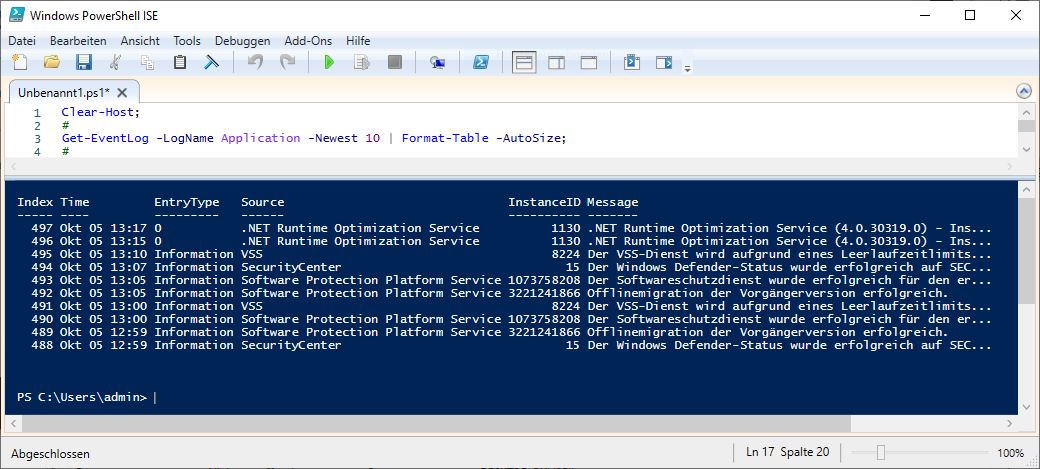 Windows PowerShell ISE
Datei Bearbeiten Ansicht Tools Debuggen Add-Ons Hilfe
Unbenannt1.ps1*
1 Clear-Host;
2 #
3 Get-EventLog -LogName Application -Newest 10 | Format-Table -AutoSize;
4 #
Index Time EntryType Source InstanceID Message
----- ---- --------- ------ ---------- -------
497 Okt 05 13:17 0 .NET Runtime Optimization Service 1130 .NET Runtime Optimization Service (4.0.30319.0) - Ins...
496 Okt 05 13:15 0 .NET Runtime Optimization Service 1130 .NET Runtime Optimization Service (4.0.30319.0) - Ins...
495 Okt 05 13:10 Information VSS 8224 Der VSS-Dienst wird aufgrund eines Leerlaufzeitlimits...
494 Okt 05 13:07 Information SecurityCenter 15 Der Windows Defender-Status wurde erfolgreich auf SEC...
493 Okt 05 13:05 Information Software Protection Platform Service 1073758208 Der Softwareschutzdienst wurde erfolgreich für den er...
492 Okt 05 13:05 Information Software Protection Platform Service 3221241866 Offlinemigration der Vorgängerversion erfolgreich.
491 Okt 05 13:00 Information VSS 8224 Der VSS-Dienst wird aufgrund eines Leerlaufzeitlimits...
490 Okt 05 13:00 Information Software Protection Platform Service 1073758208 Der Softwareschutzdienst wurde erfolgreich für den er...
489 Okt 05 12:59 Information Software Protection Platform Service 3221241866 Offlinemigration der Vorgängerversion erfolgreich.
488 Okt 05 12:59 Information SecurityCenter 15 Der Windows Defender-Status wurde erfolgreich auf SEC...
PS C:\Users\admin>
Abgeschlossen Ln 17 Spalte 20 100%